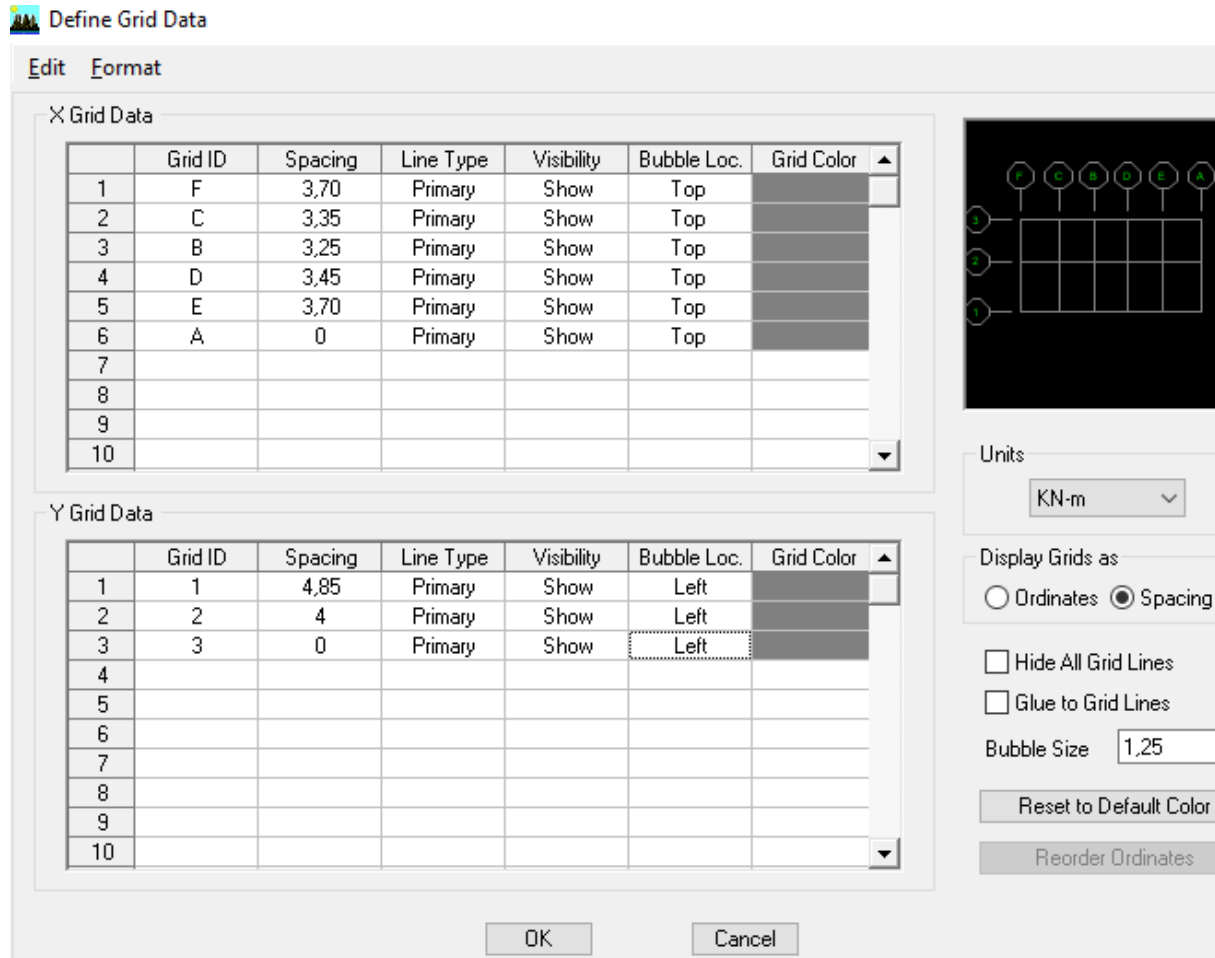 Define Grid Data
Edit Format
X Grid Data
Grid ID Spacing Line Type Visibility Bubble Loc. Grid Color
1 F 3,70 Primary Show Top
2 C 3,35 Primary Show Top
3 B 3,25 Primary Show Top
4 D 3,45 Primary Show Top
5 E 3,70 Primary Show Top
6 A 0 Primary Show Top
7
8
9
10
F C B D E A
3
2
1
Units
KN-m
Y Grid Data
Grid ID Spacing Line Type Visibility Bubble Loc. Grid Color
1 1 4,85 Primary Show Left
2 2 4 Primary Show Left
3 3 0 Primary Show Left
4
5
6
7
8
9
10
Display Grids as
Ordinates Spacing
Hide All Grid Lines
Glue to Grid Lines
Bubble Size 1,25
Reset to Default Color
Reorder Ordinates
OK Cancel